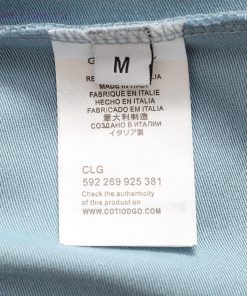 M
MADE IN ITALY
FABRIQUE EN ITALIE
HECHO EN ITALIA
FABRICADO EM ITALIA
意大利制造
СОЗДАНО В ИТАЛИИ
イタリア製
CLG
592 269 925 381
Check the authenticity
of this product on
WWW.COTIODGO.COM